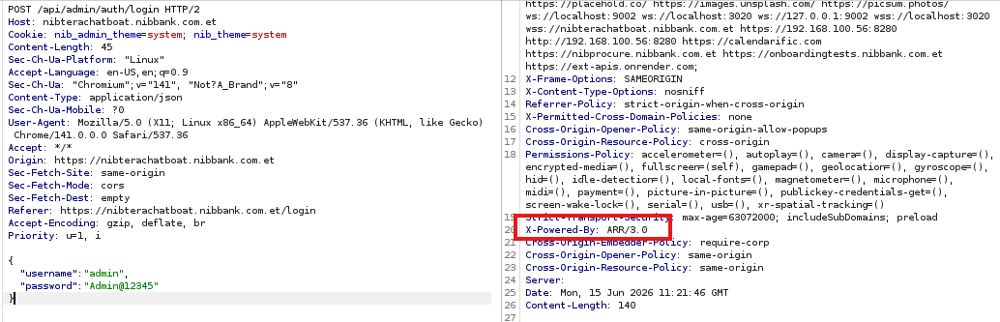 POST /api/admin/auth/login HTTP/2
Host: nibterachatboat.nibbank.com.et
Cookie: nib_admin_theme=system; nib_theme=system
Content-Length: 45
Sec-Ch-Ua-Platform: "Linux"
Accept-Language: en-US,en;q=0.9
Sec-Ch-Ua: "Chromium";v="141", "Not?A_Brand";v="8"
Content-Type: application/json
Sec-Ch-Ua-Mobile: ?0
User-Agent: Mozilla/5.0 (X11; Linux x86_64) AppleWebKit/537.36 (KHTML, like Gecko)
Chrome/141.0.0.0 Safari/537.36
Accept: */*
Origin: https://nibterachatboat.nibbank.com.et
Sec-Fetch-Site: same-origin
Sec-Fetch-Mode: cors
Sec-Fetch-Dest: empty
Referer: https://nibterachatboat.nibbank.com.et/login
Accept-Encoding: gzip, deflate, br
Priority: u=1, i
{
"username":"admin",
"password":"Admin@12345"
}
https://placehold.co/ https://images.unsplash.com/ https://picsum.photos/
ws://localhost:9002 ws://localhost:3020 ws://127.0.0.1:9002 wss://localhost:3020
wss://nibterachatboat.nibbank.com.et https://192.168.100.56:8280
http://192.168.100.56:8280 https://calendarific.com
https://nibprocure.nibbank.com.et https://onboardingtests.nibbank.com.et
https://ext-apis.onrender.com;
12 X-Frame-Options: SAMEORIGIN
13 X-Content-Type-Options: nosniff
14 Referrer-Policy: strict-origin-when-cross-origin
15 X-Permitted-Cross-Domain-Policies: none
16 Cross-Origin-Opener-Policy: same-origin-allow-popups
17 Cross-Origin-Resource-Policy: cross-origin
18 Permissions-Policy: accelerometer=(), autoplay=(), camera=(), display-capture=(),
encrypted-media=(), fullscreen=(self), gamepad=(), geolocation=(), gyroscope=(),
hid=(), idle-detection=(), local-fonts=(), magnetometer=(), microphone=(),
midi=(), payment=(), picture-in-picture=(), publickey-credentials-get=(),
screen-wake-lock=(), serial=(), usb=(), xr-spatial-tracking=()
19 Strict-Transport-Security: max-age=63072000; includeSubDomains; preload
20 X-Powered-By: ARR/3.0
21 Cross-Origin-Embedder-Policy: require-corp
22 Cross-Origin-Opener-Policy: same-origin
23 Cross-Origin-Resource-Policy: same-origin
24 Server:
25 Date: Mon, 15 Jun 2026 11:21:46 GMT
26 Content-Length: 140
27